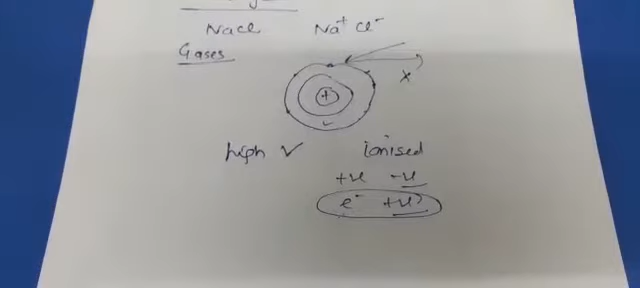 NaCl Na⁺ Cl⁻
Gases
+
x
high V ionised
+ve -ve
e⁻ +ve